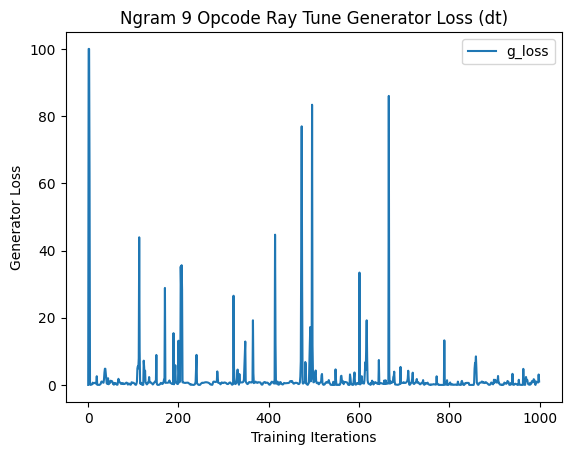 Ngram 9 Opcode Ray Tune Generator Loss (dt)
g_loss
100
80
60
40
20
0
Generator Loss
0 200 400 600 800 1000
Training Iterations